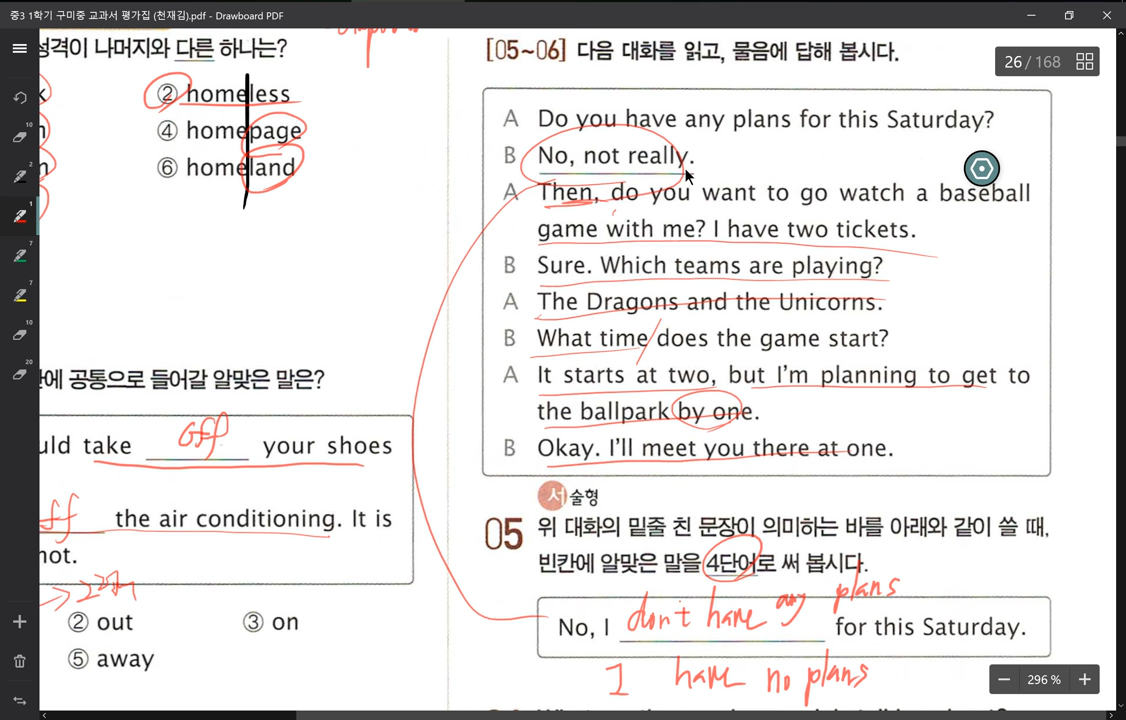 중3 1학기 구미중 교과서 평가집 (천재김).pdf - Drawboard PDF
26 / 168
성격이 나머지와 다른 하나는?
② homeless
④ homepage
⑥ homeland
에 공통으로 들어갈 알맞은 말은?
uld take off your shoes
ff the air conditioning. It is
not.
② out ③ on
⑤ away
[05~06] 다음 대화를 읽고, 물음에 답해 봅시다.
A Do you have any plans for this Saturday?
B No, not really.
A Then, do you want to go watch a baseball
game with me? I have two tickets.
B Sure. Which teams are playing?
A The Dragons and the Unicorns.
B What time does the game start?
A It starts at two, but I'm planning to get to
the ballpark by one.
B Okay. I'll meet you there at one.
서술형
05 위 대화의 밑줄 친 문장이 의미하는 바를 아래와 같이 쓸 때,
빈칸에 알맞은 말을 4단어로 써 봅시다.
No, I don't have any plans for this Saturday.
I have no plans
296 %
10
2
1
7
7
10
20